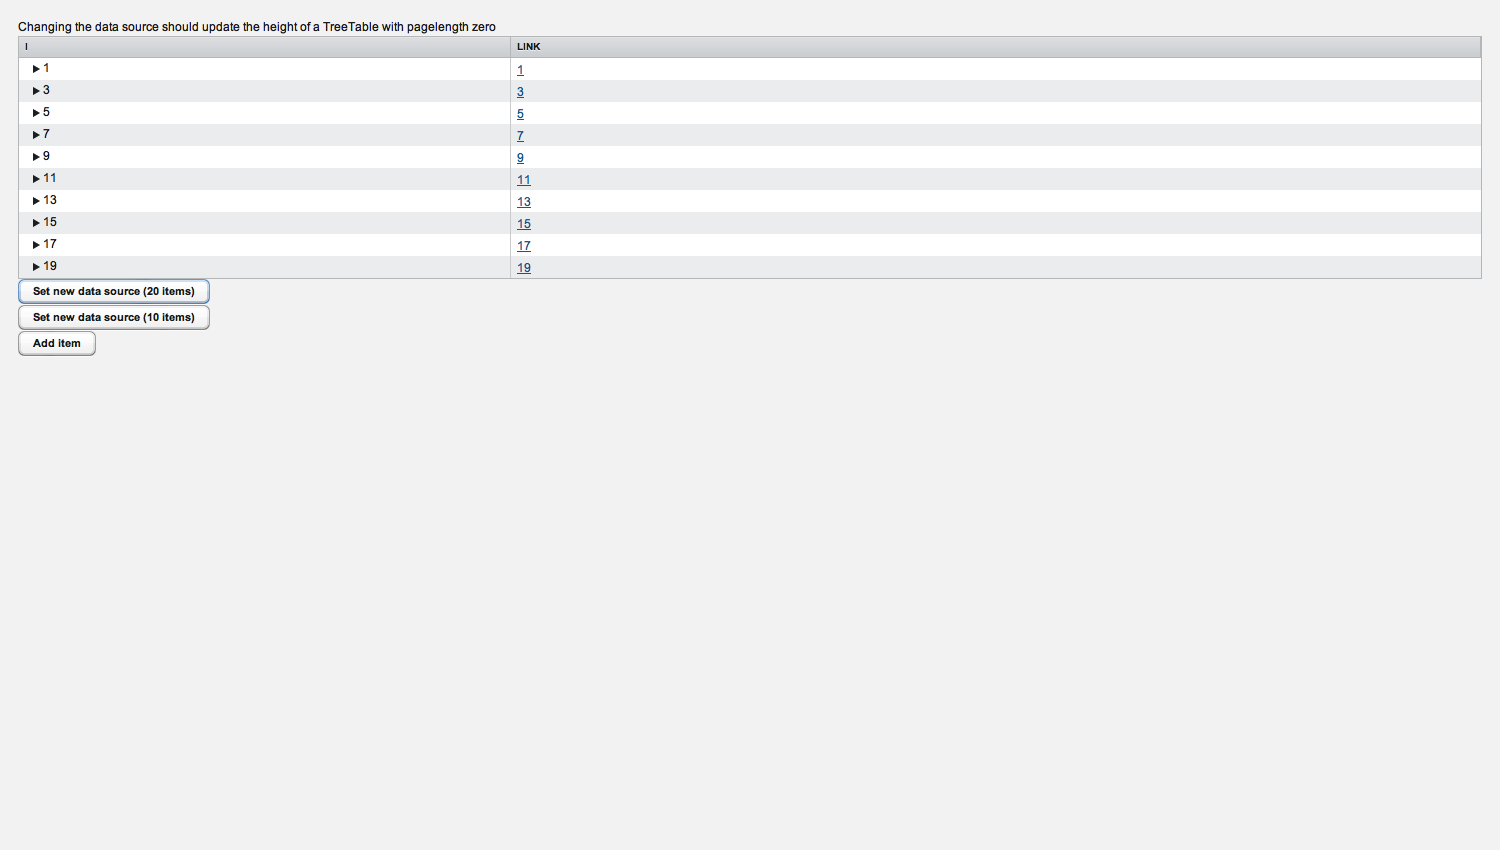 Changing the data source should update the height of a TreeTable with pagelength zero
I LINK
1 1
3 3
5 5
7 7
9 9
11 11
13 13
15 15
17 17
19 19
Set new data source (20 items)
Set new data source (10 items)
Add item